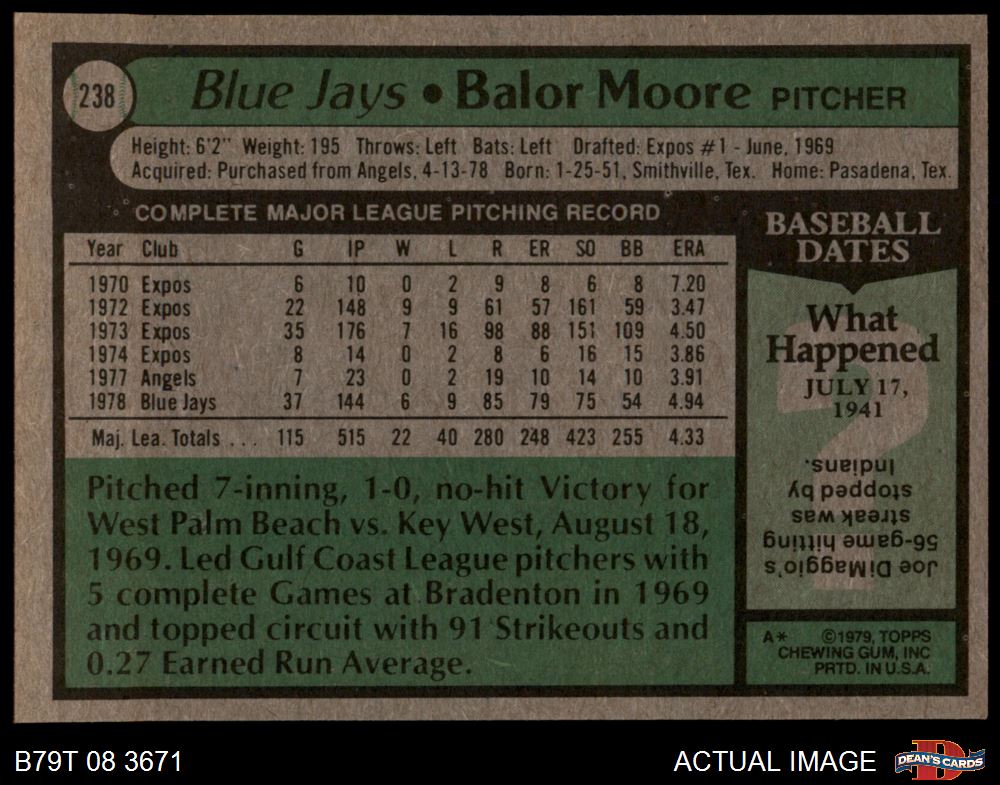 238
Blue Jays • Balor Moore PITCHER
Height: 6'2" Weight: 195 Throws: Left Bats: Left Drafted: Expos #1 - June, 1969
Acquired: Purchased from Angels, 4-13-78 Born: 1-25-51, Smithville, Tex. Home: Pasadena, Tex.
COMPLETE MAJOR LEAGUE PITCHING RECORD
Year Club G IP W L R ER SO BB ERA
1970 Expos 6 10 0 2 9 8 6 8 7.20
1972 Expos 22 148 9 9 61 57 161 59 3.47
1973 Expos 35 176 7 16 98 88 151 109 4.50
1974 Expos 8 14 0 2 8 6 16 15 3.86
1977 Angels 7 23 0 2 19 10 14 10 3.91
1978 Blue Jays 37 144 6 9 85 79 75 54 4.94
Maj. Lea. Totals . . . 115 515 22 40 280 248 423 255 4.33
Pitched 7-inning, 1-0, no-hit Victory for
West Palm Beach vs. Key West, August 18,
1969. Led Gulf Coast League pitchers with
5 complete Games at Bradenton in 1969
and topped circuit with 91 Strikeouts and
0.27 Earned Run Average.
BASEBALL
DATES
What
Happened
JULY 17,
1941
Joe DiMaggio's
56-game hitting
streak was
stopped by
Indians.
A* ©1979, TOPPS
CHEWING GUM, INC
PRTD. IN U.S.A.
B79T 08 3671
ACTUAL IMAGE
DEAN'S CARDS